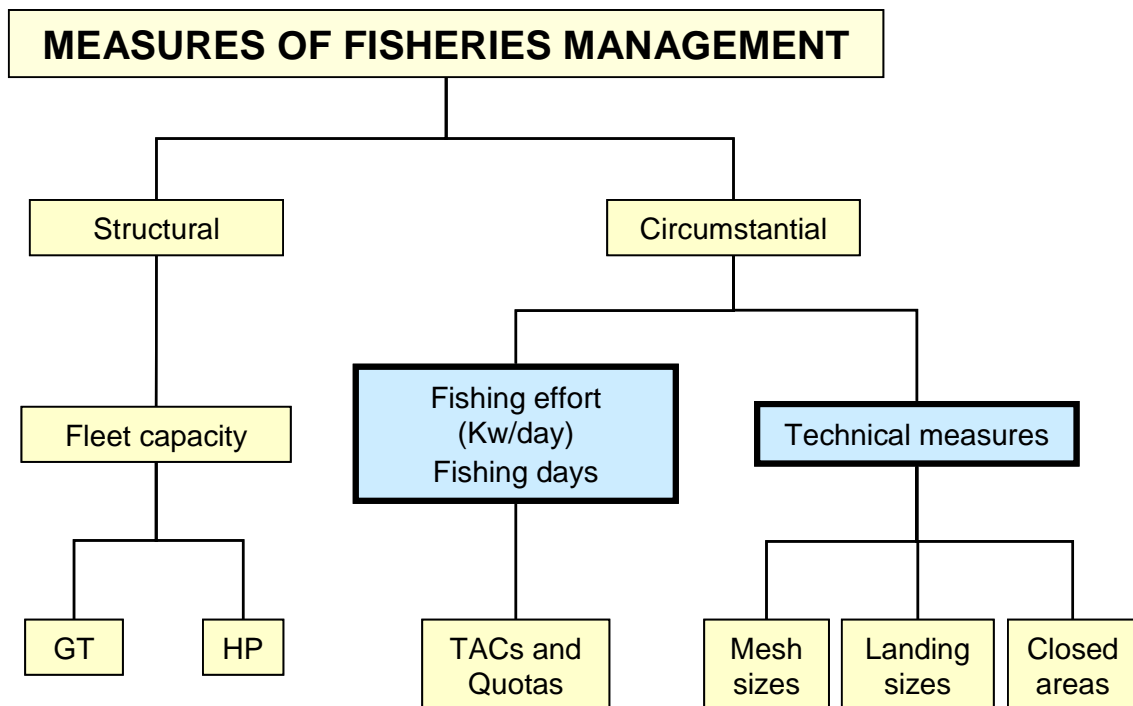 MEASURES OF FISHERIES MANAGEMENT
Structural
Circumstantial
Fishing effort
(Kw/day)
Fishing days
Fleet capacity
Technical measures
GT
HP
TACs and
Quotas
Mesh
sizes
Landing
sizes
Closed
areas